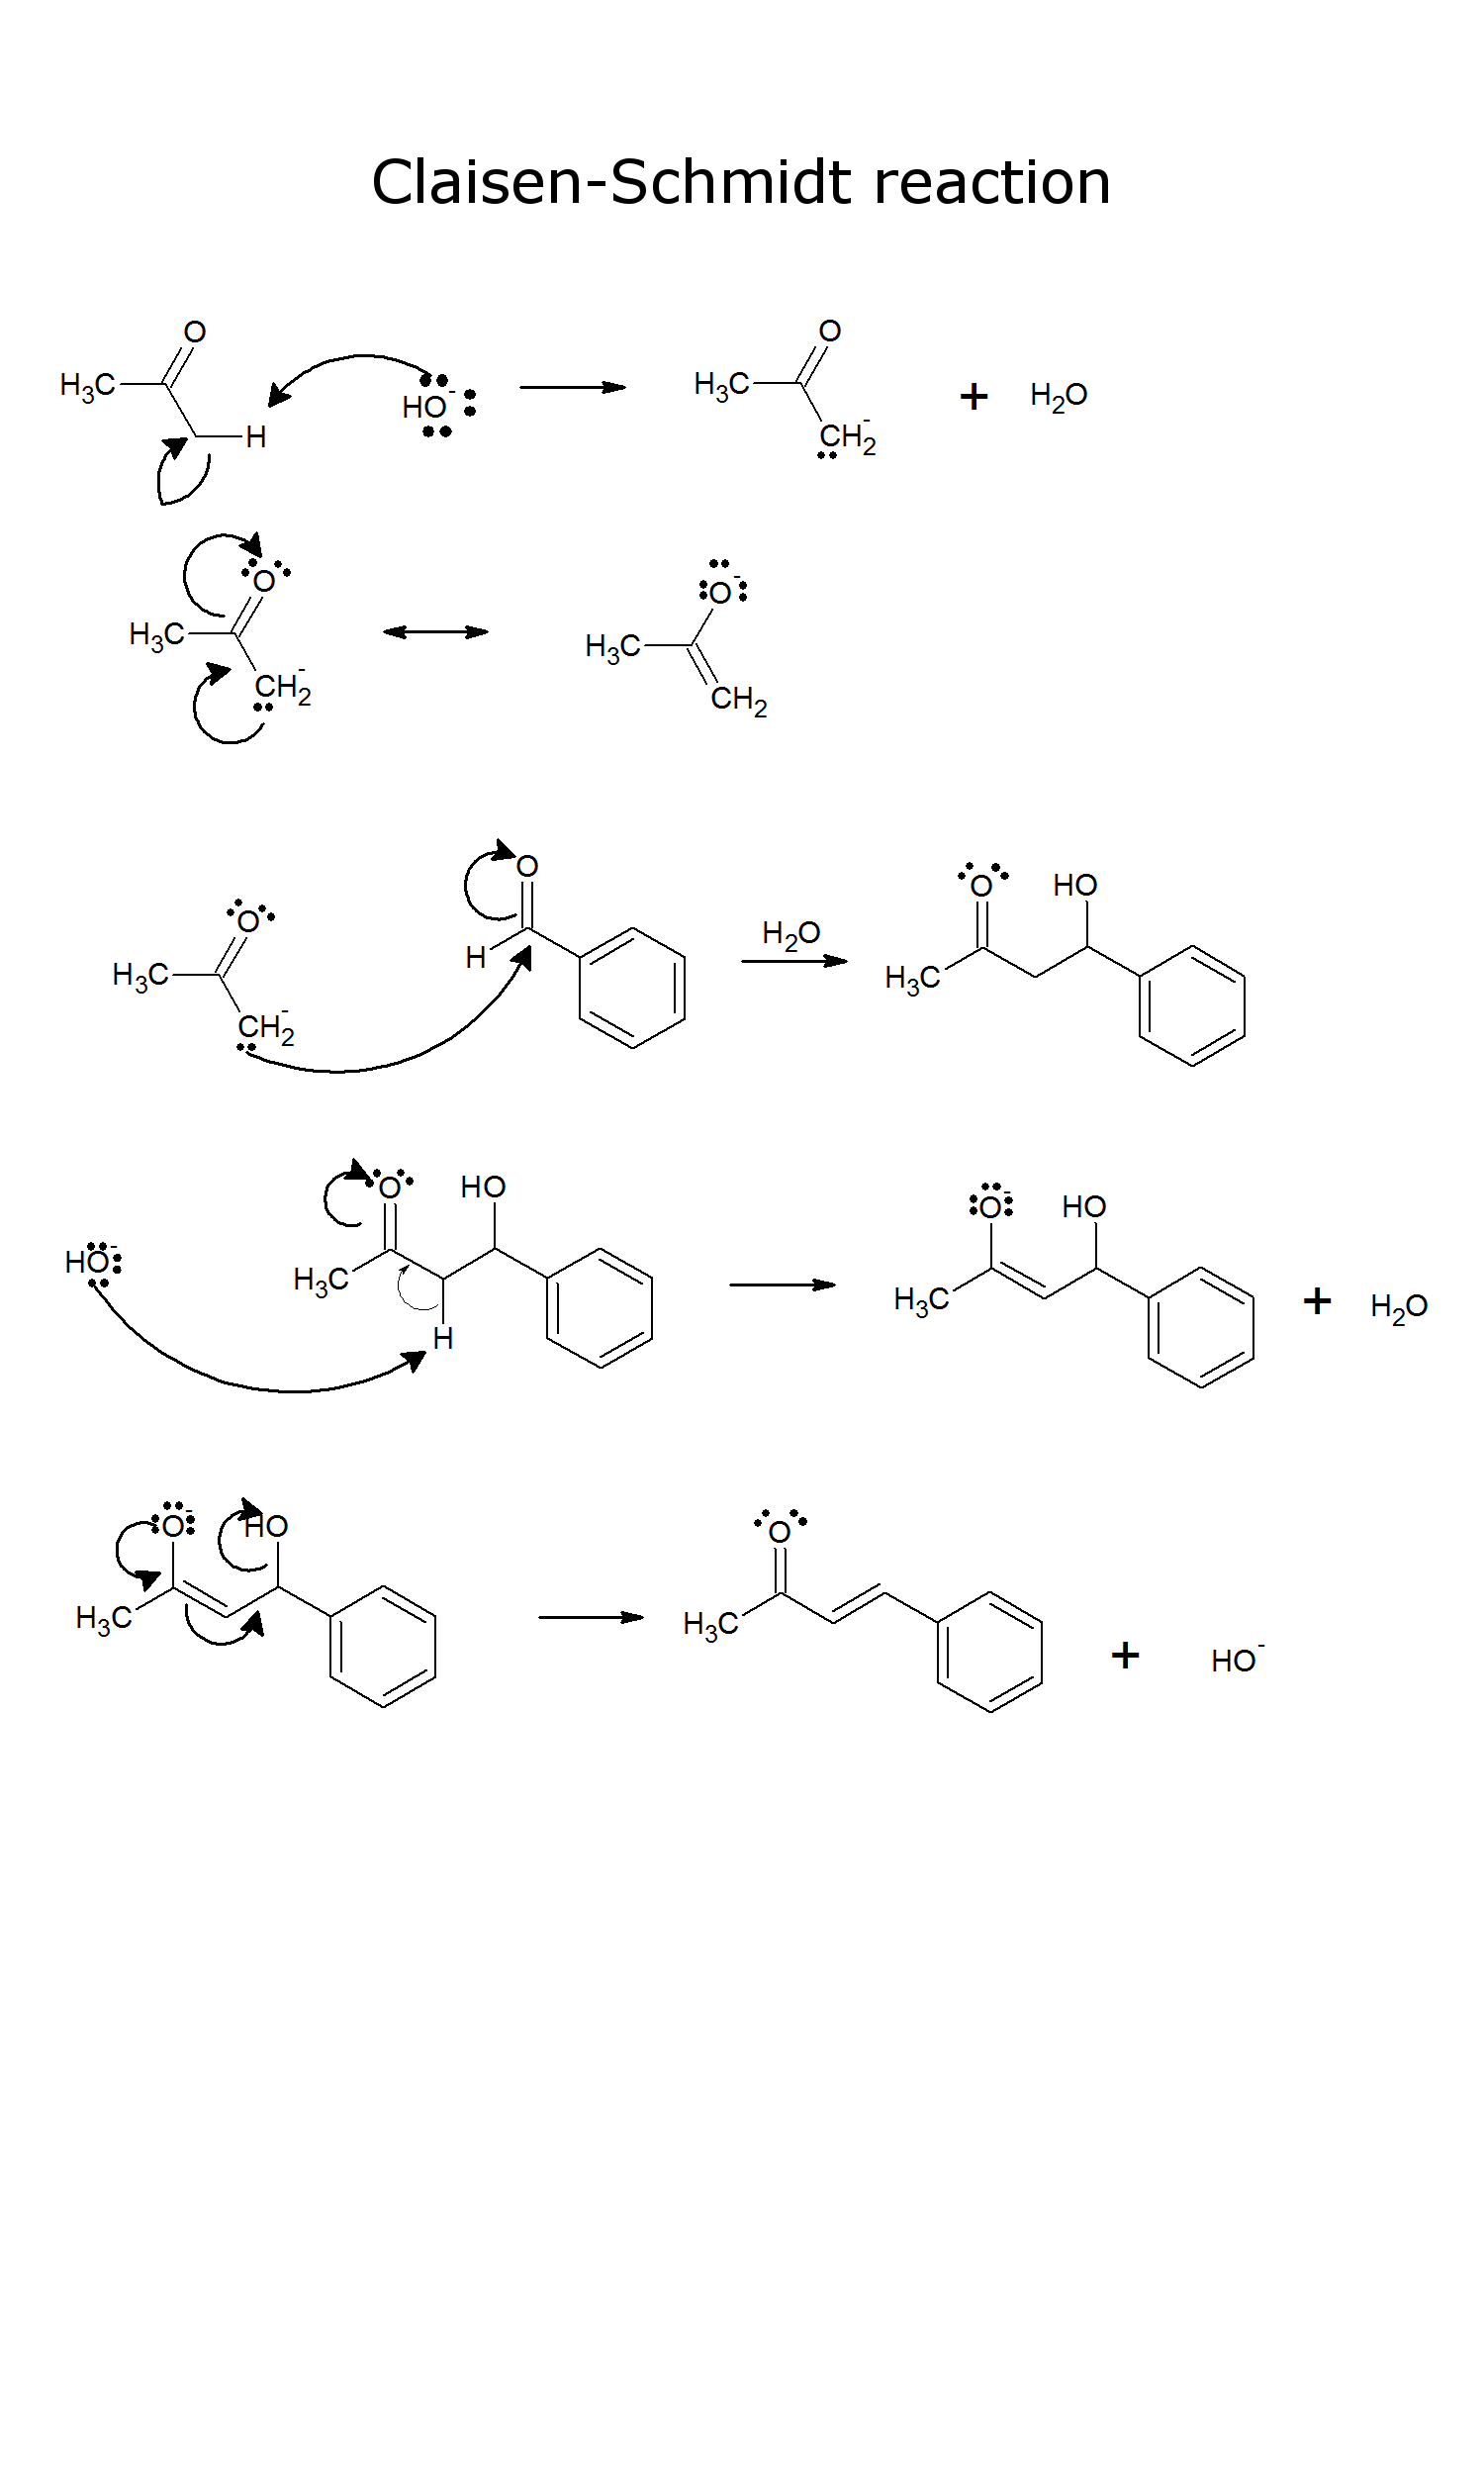 Claisen-Schmidt reaction
O
H₃C
H
HO⁻
O
H₃C
CH₂⁻
+
H₂O
O
H₃C
CH₂⁻
O⁻
H₃C
CH₂
O
H₃C
CH₂⁻
O
H
H₂O
O
HO
H₃C
HO⁻
O
HO
H₃C
H
O⁻
HO
H₃C
+
H₂O
O⁻
HO
H₃C
O
H₃C
+
HO⁻